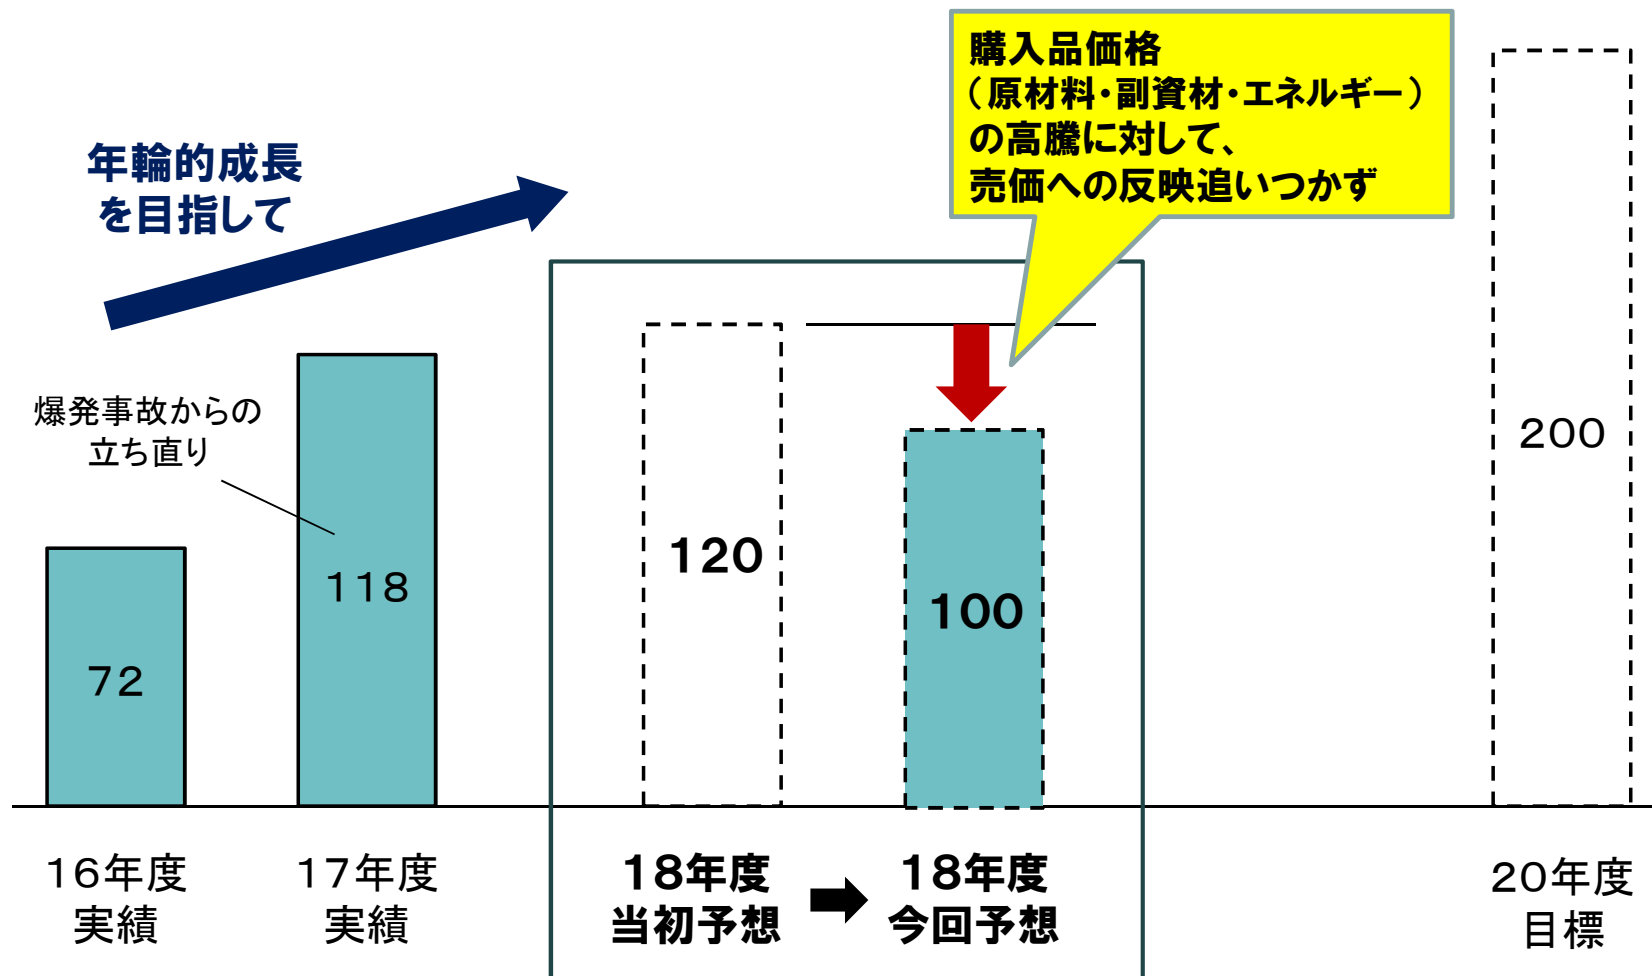 購入品価格
（原材料・副資材・エネルギー）
の高騰に対して、
売価への反映追いつかず
年輪的成長
を目指して
爆発事故からの
立ち直り
72
118
120
100
200
16年度
実績
17年度
実績
18年度
当初予想
18年度
今回予想
20年度
目標